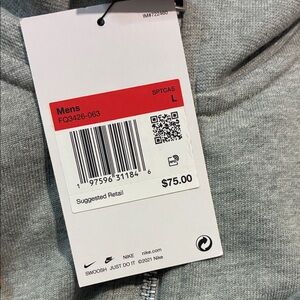 Mens SPTCAS
FQ3426-063 L
1 97596 31184 6
Suggested Retail
$75.00
NIKE nike.com
SWOOSH JUST DO IT ©2021 Nike